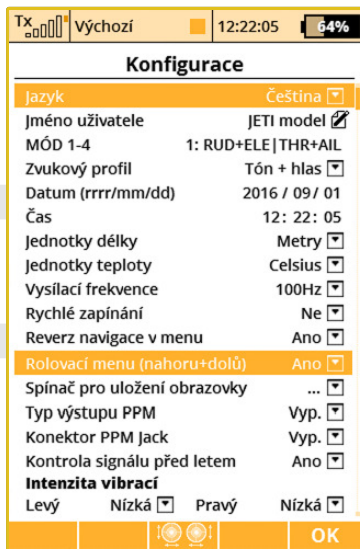 Tx Výchozí 12:22:05 64%
Konfigurace
Jazyk Čeština
Jméno uživatele JETI model
MÓD 1-4 1: RUD+ELE|THR+AIL
Zvukový profil Tón + hlas
Datum (rrrr/mm/dd) 2016 / 09/ 01
Čas 12: 22: 05
Jednotky délky Metry
Jednotky teploty Celsius
Vysílací frekvence 100Hz
Rychlé zapínání Ne
Reverz navigace v menu Ano
Rolovací menu (nahoru+dolů) Ano
Spínač pro uložení obrazovky ...
Typ výstupu PPM Vyp.
Konektor PPM Jack Vyp.
Kontrola signálu před letem Ano
Intenzita vibrací
Levý Nízká Pravý Nízká
OK